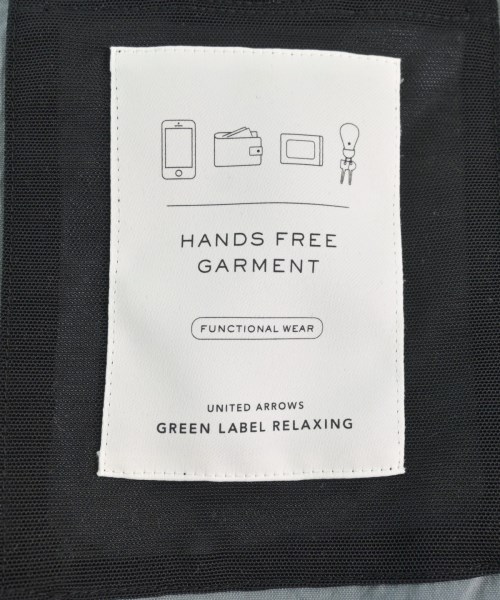 HANDS FREE
GARMENT
FUNCTIONAL WEAR
UNITED ARROWS
GREEN LABEL RELAXING